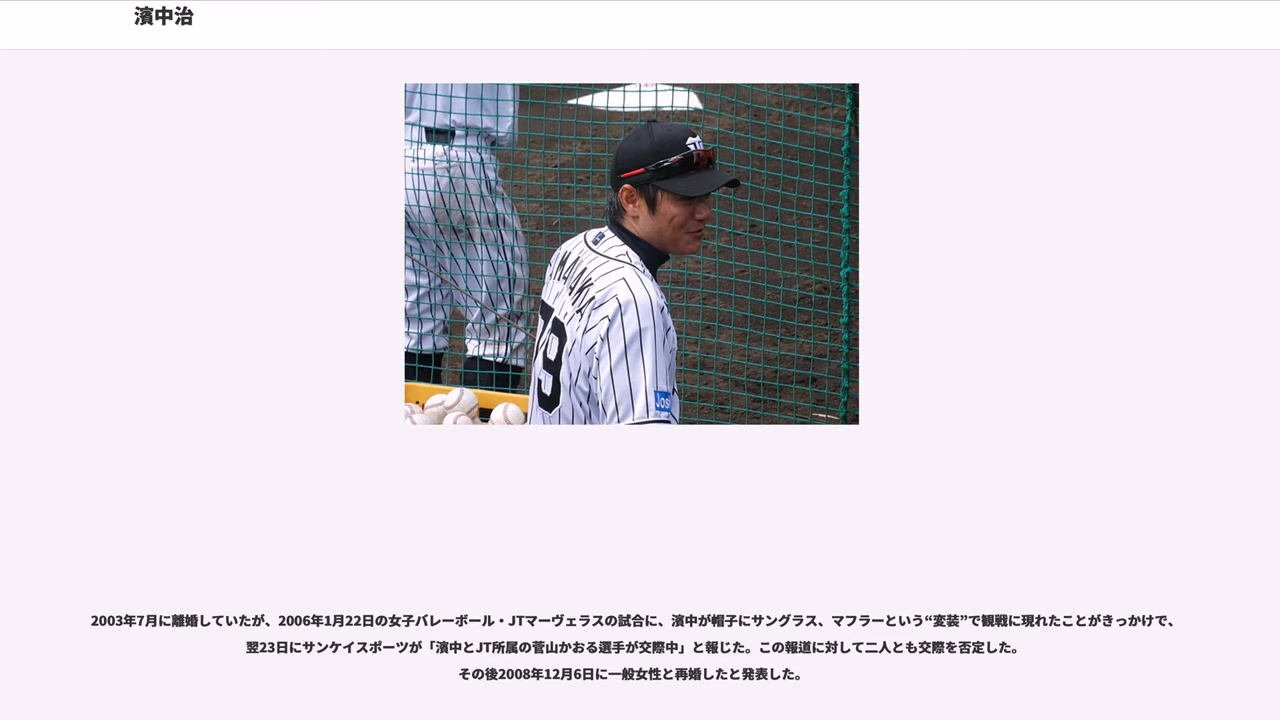 濱中治
79
Jos
2003年7月に離婚していたが、2006年1月22日の女子バレーボール・JTマーヴェラスの試合に、濱中が帽子にサングラス、マフラーという“変装”で観戦に現れたことがきっかけで、
翌23日にサンケイスポーツが「濱中とJT所属の菅山かおる選手が交際中」と報じた。この報道に対して二人とも交際を否定した。
その後2008年12月6日に一般女性と再婚したと発表した。